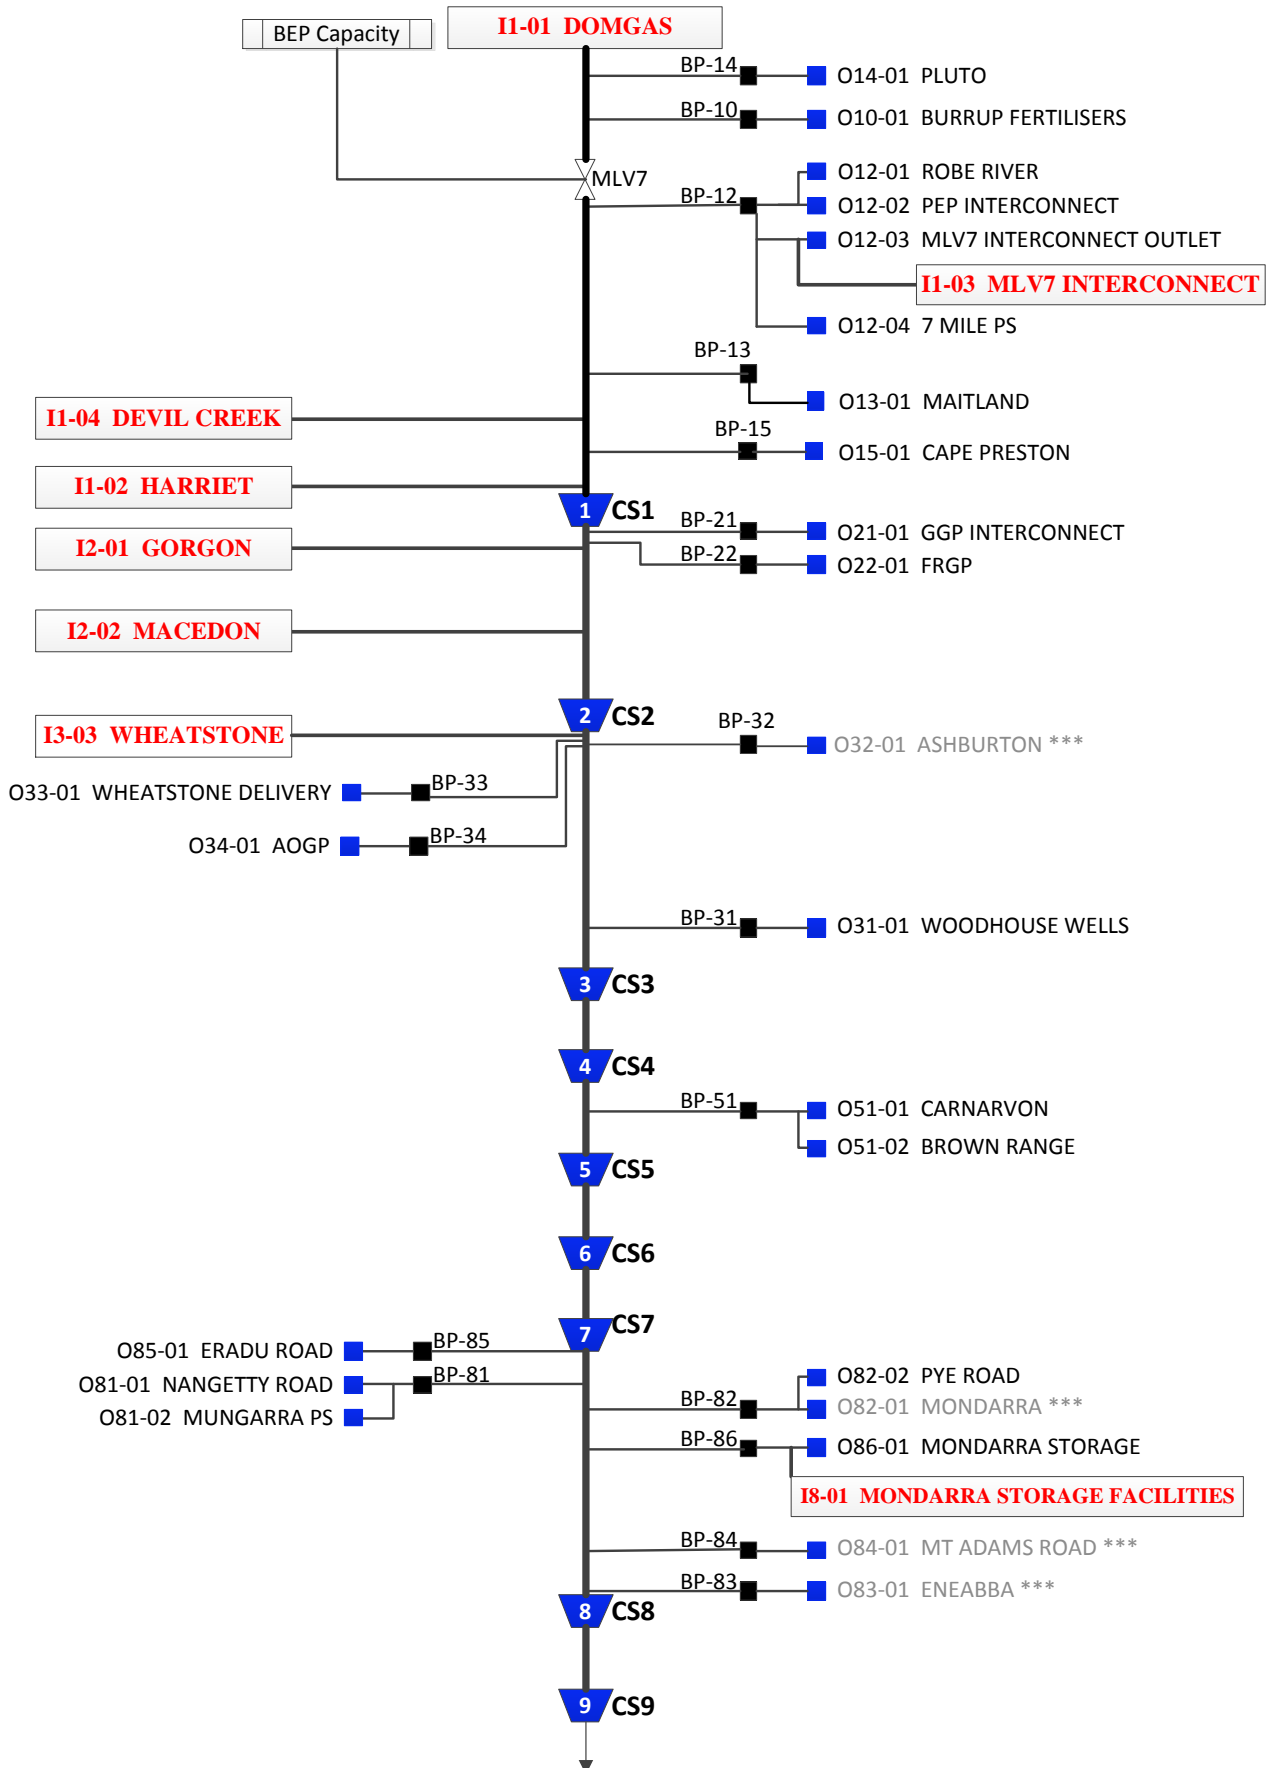 BEP Capacity
I1-01 DOMGAS
BP-14
O14-01 PLUTO
BP-10
O10-01 BURRUP FERTILISERS
MLV7
BP-12
O12-01 ROBE RIVER
O12-02 PEP INTERCONNECT
O12-03 MLV7 INTERCONNECT OUTLET
I1-03 MLV7 INTERCONNECT
O12-04 7 MILE PS
BP-13
O13-01 MAITLAND
I1-04 DEVIL CREEK
BP-15
O15-01 CAPE PRESTON
I1-02 HARRIET
1 CS1
BP-21
O21-01 GGP INTERCONNECT
I2-01 GORGON
BP-22
O22-01 FRGP
I2-02 MACEDON
2 CS2
I3-03 WHEATSTONE
BP-32
O32-01 ASHBURTON ***
O33-01 WHEATSTONE DELIVERY
BP-33
O34-01 AOGP
BP-34
BP-31
O31-01 WOODHOUSE WELLS
3 CS3
4 CS4
BP-51
O51-01 CARNARVON
O51-02 BROWN RANGE
5 CS5
6 CS6
7 CS7
O85-01 ERADU ROAD
BP-85
O81-01 NANGETTY ROAD
BP-81
O81-02 MUNGARRA PS
BP-82
O82-02 PYE ROAD
O82-01 MONDARRA ***
BP-86
O86-01 MONDARRA STORAGE
I8-01 MONDARRA STORAGE FACILITIES
BP-84
O84-01 MT ADAMS ROAD ***
BP-83
O83-01 ENEABBA ***
8 CS8
9 CS9